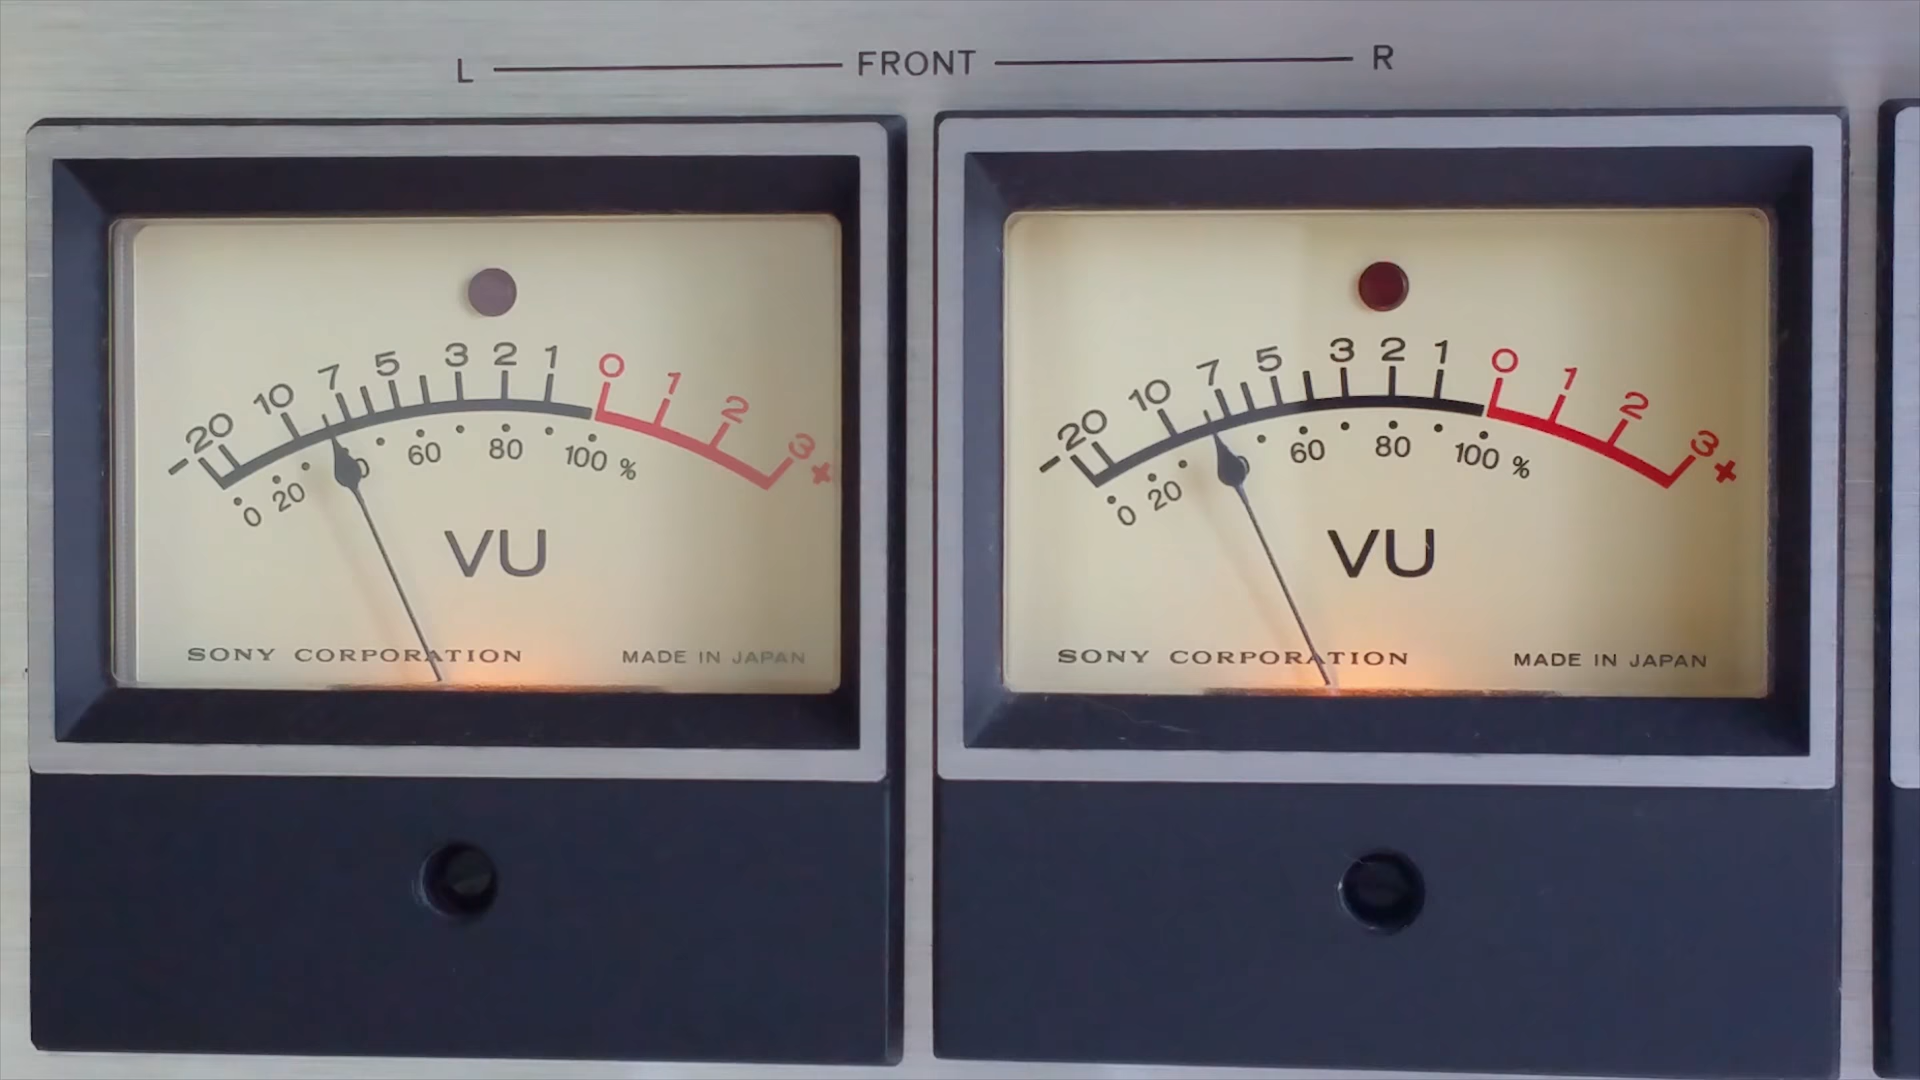 L FRONT R
- 20 10 7 5 3 2 1 0 1 2 3 +
0 20 60 80 100 %
VU
SONY CORPORATION MADE IN JAPAN
- 20 10 7 5 3 2 1 0 1 2 3 +
0 20 60 80 100 %
VU
SONY CORPORATION MADE IN JAPAN